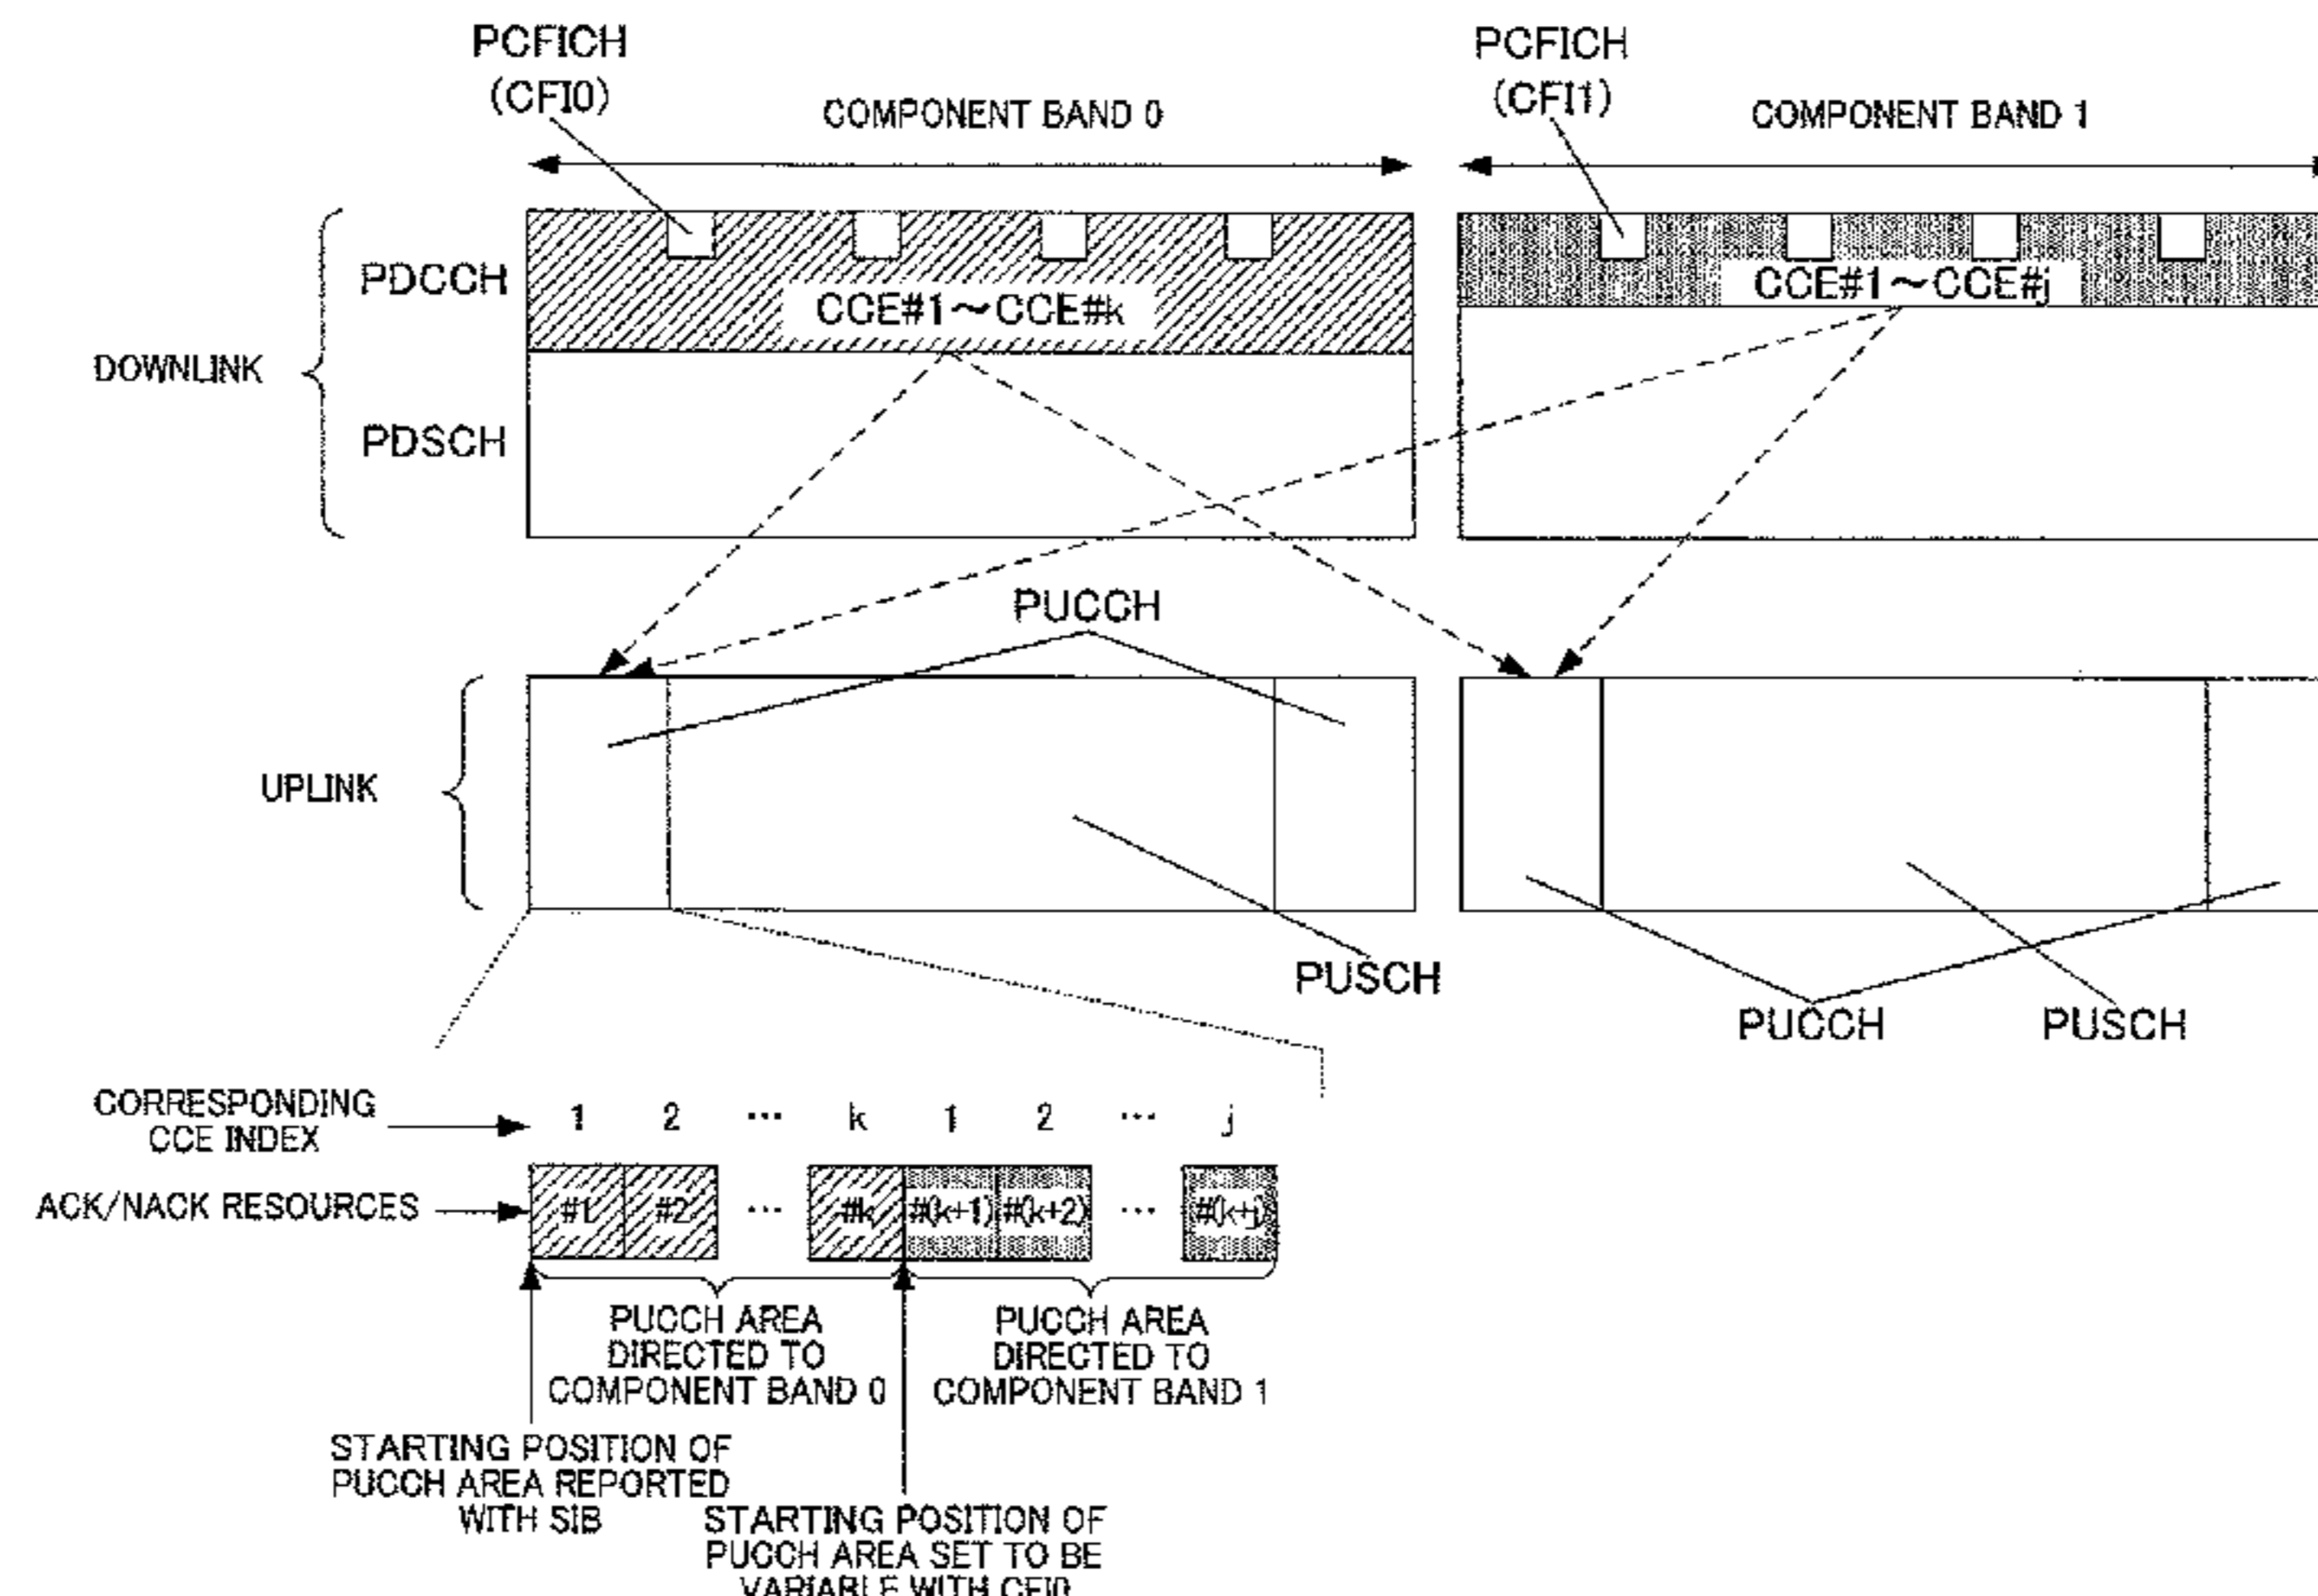 PCFICH
(CFI0)
COMPONENT BAND 0
PCFICH
(CFI1)
COMPONENT BAND 1
PDCCH
CCE#1~CCE#k
CCE#1~CCE#j
DOWNLINK
PDSCH
PUCCH
UPLINK
PUSCH
PUCCH
PUSCH
CORRESPONDING
CCE INDEX
1 2 ... k 1 2 ... j
ACK/NACK RESOURCES
#1 #2 ... #k #(k+1) #(k+2) ... #(k+j)
PUCCH AREA
DIRECTED TO
COMPONENT BAND 0
PUCCH AREA
DIRECTED TO
COMPONENT BAND 1
STARTING POSITION OF
PUCCH AREA REPORTED
WITH SIB
STARTING POSITION OF
PUCCH AREA SET TO BE
VARIABLE WITH CFI0